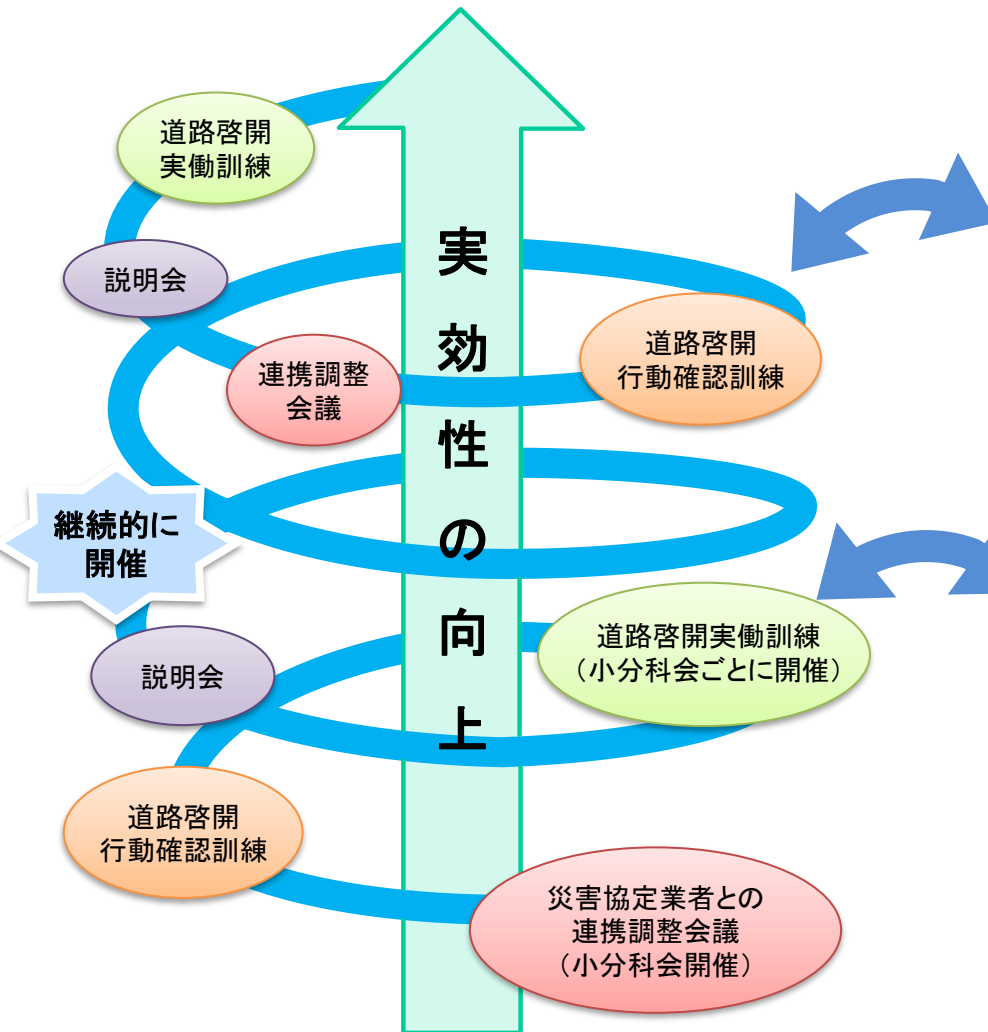 道路啓開
実働訓練
説明会
連携調整
会議
道路啓開
行動確認訓練
実効性の向上
継続的に
開催
道路啓開実働訓練
（小分科会ごとに開催）
説明会
道路啓開
行動確認訓練
災害協定業者との
連携調整会議
（小分科会開催）